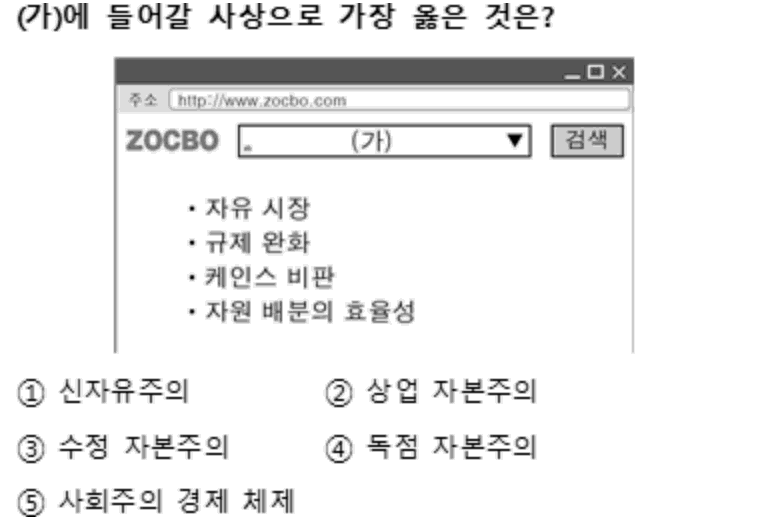 (가)에 들어갈 사상으로 가장 옳은 것은?
주소 http://www.zocbo.com
ZOCBO (가) ▼ 검색
• 자유 시장
• 규제 완화
• 케인스 비판
• 자원 배분의 효율성
① 신자유주의 ② 상업 자본주의
③ 수정 자본주의 ④ 독점 자본주의
⑤ 사회주의 경제 체제